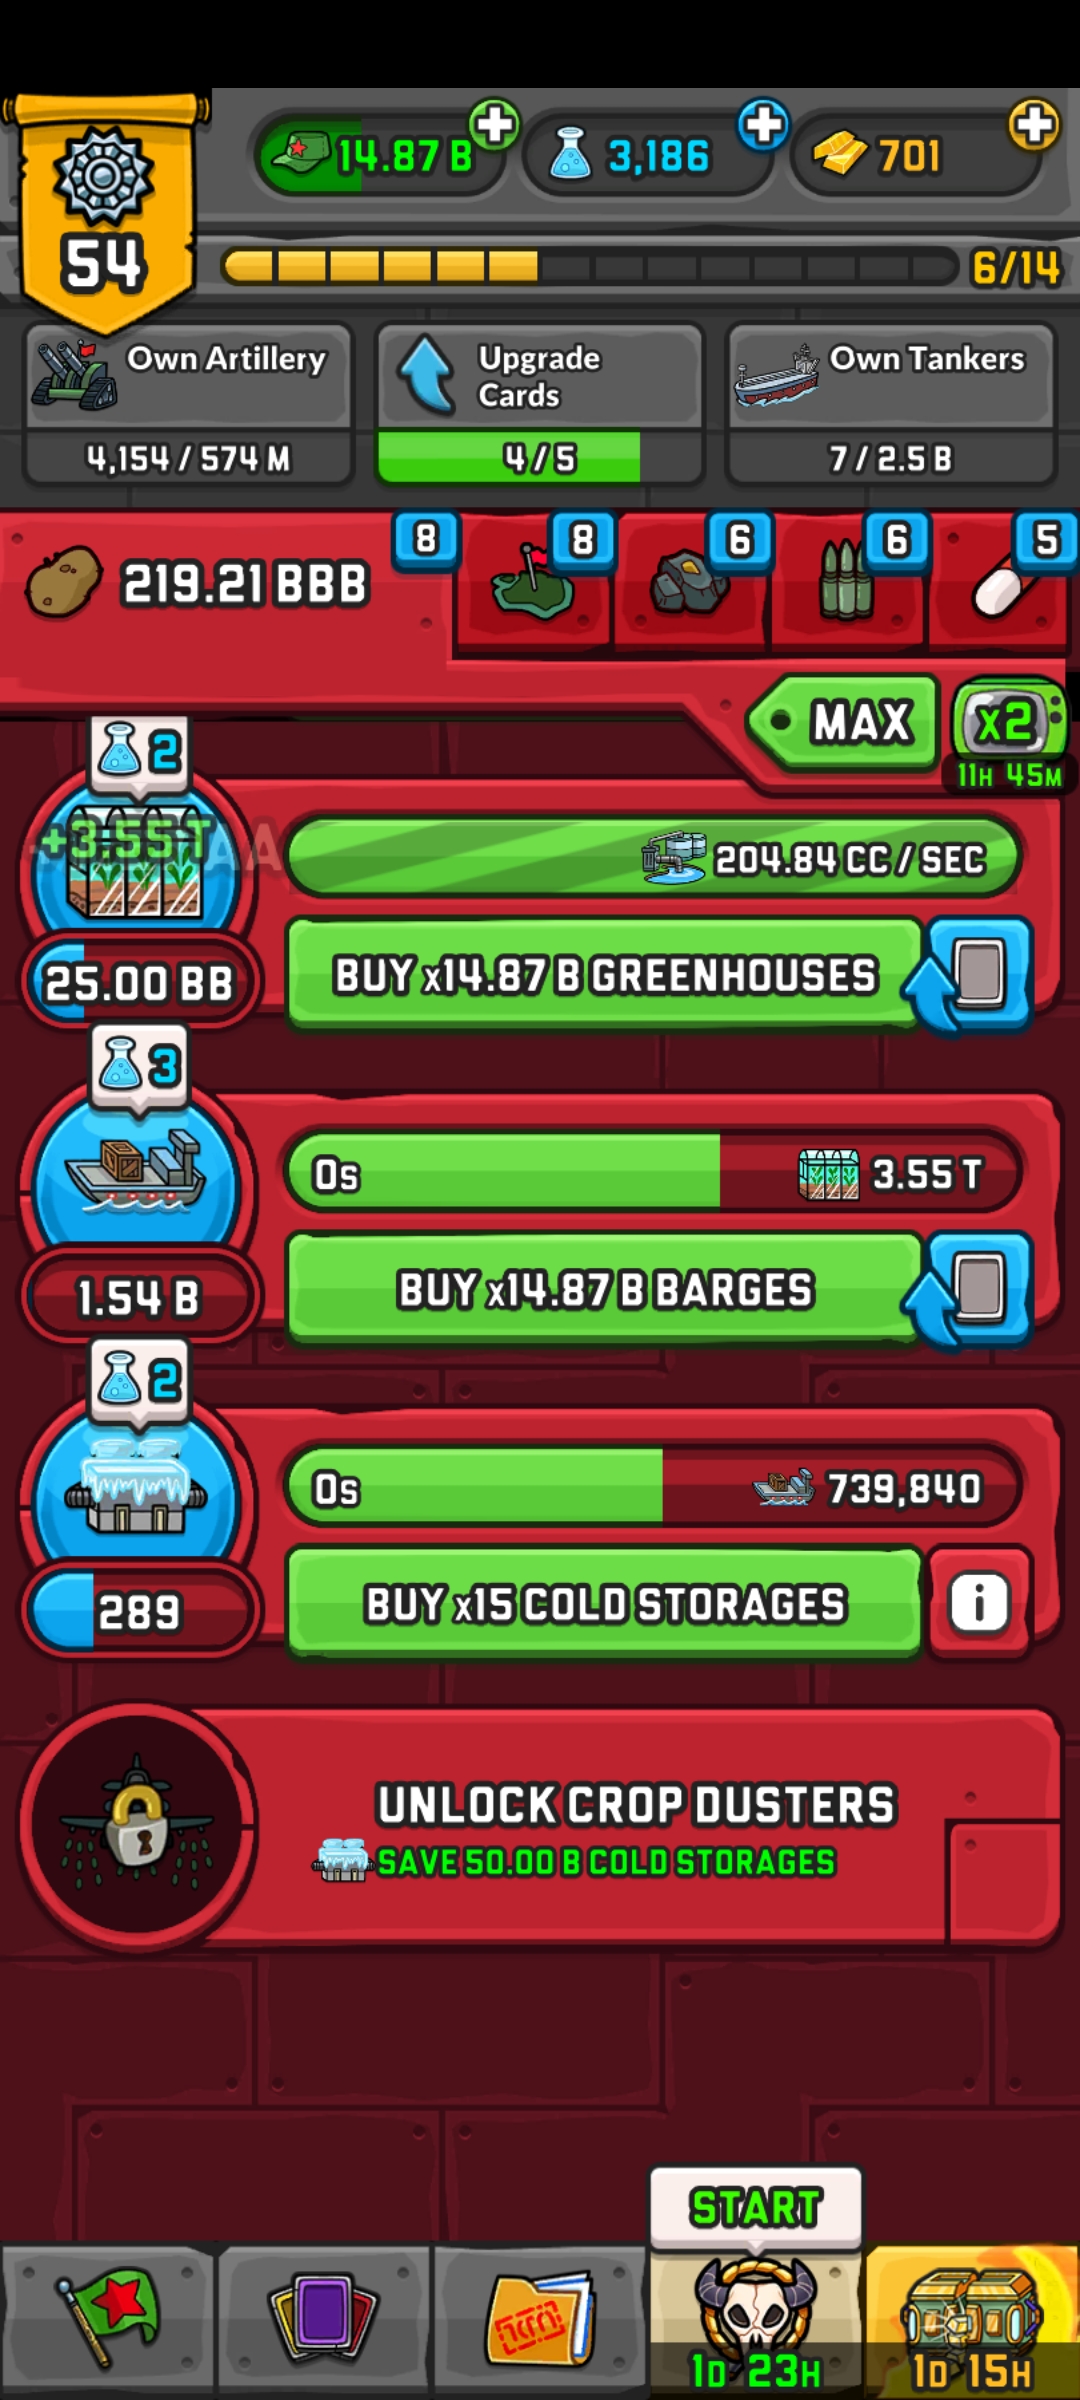 14.87 B
3,186
701
54
6/14
Own Artillery
4,154 / 574 M
Upgrade
Cards
4 / 5
Own Tankers
7 / 2.5 B
219.21 BBB
8
8
6
6
5
MAX
x2
11H 45M
2
+3.55 T
204.84 CC / SEC
25.00 BB
BUY x14.87 B GREENHOUSES
3
0s
3.55 T
1.54 B
BUY x14.87 B BARGES
2
0s
739,840
289
BUY x15 COLD STORAGES
i
UNLOCK CROP DUSTERS
SAVE 50.00 B COLD STORAGES
START
1D 23H
1D 15H